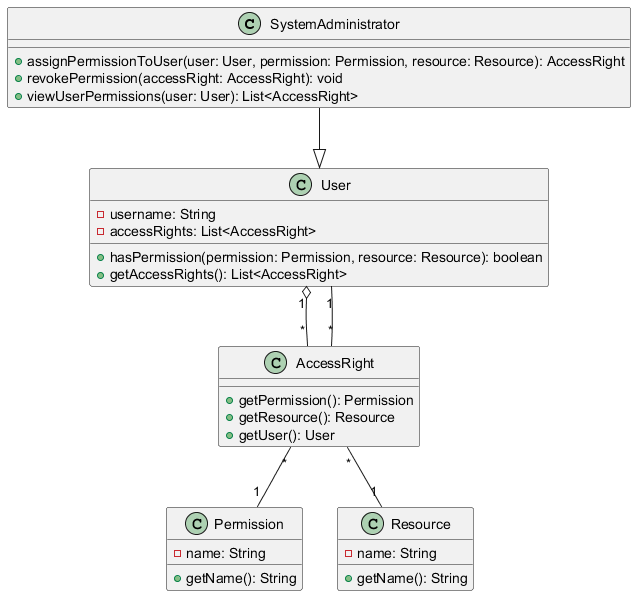 C SystemAdministrator
assignPermissionToUser(user: User, permission: Permission, resource: Resource): AccessRight
revokePermission(accessRight: AccessRight): void
viewUserPermissions(user: User): List<AccessRight>
C User
username: String
accessRights: List<AccessRight>
hasPermission(permission: Permission, resource: Resource): boolean
getAccessRights(): List<AccessRight>
1 1
* *
C AccessRight
getPermission(): Permission
getResource(): Resource
getUser(): User
* *
1 1
C Permission
name: String
getName(): String
C Resource
name: String
getName(): String